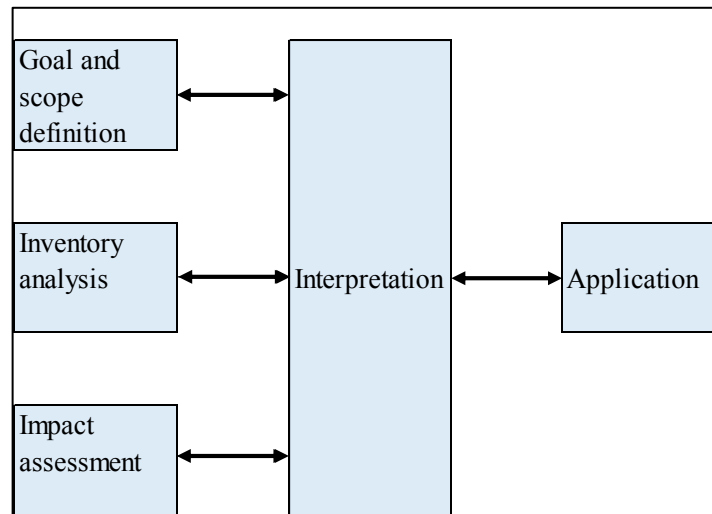 Goal and
scope
definition
Inventory
analysis
Interpretation
Application
Impact
assessment